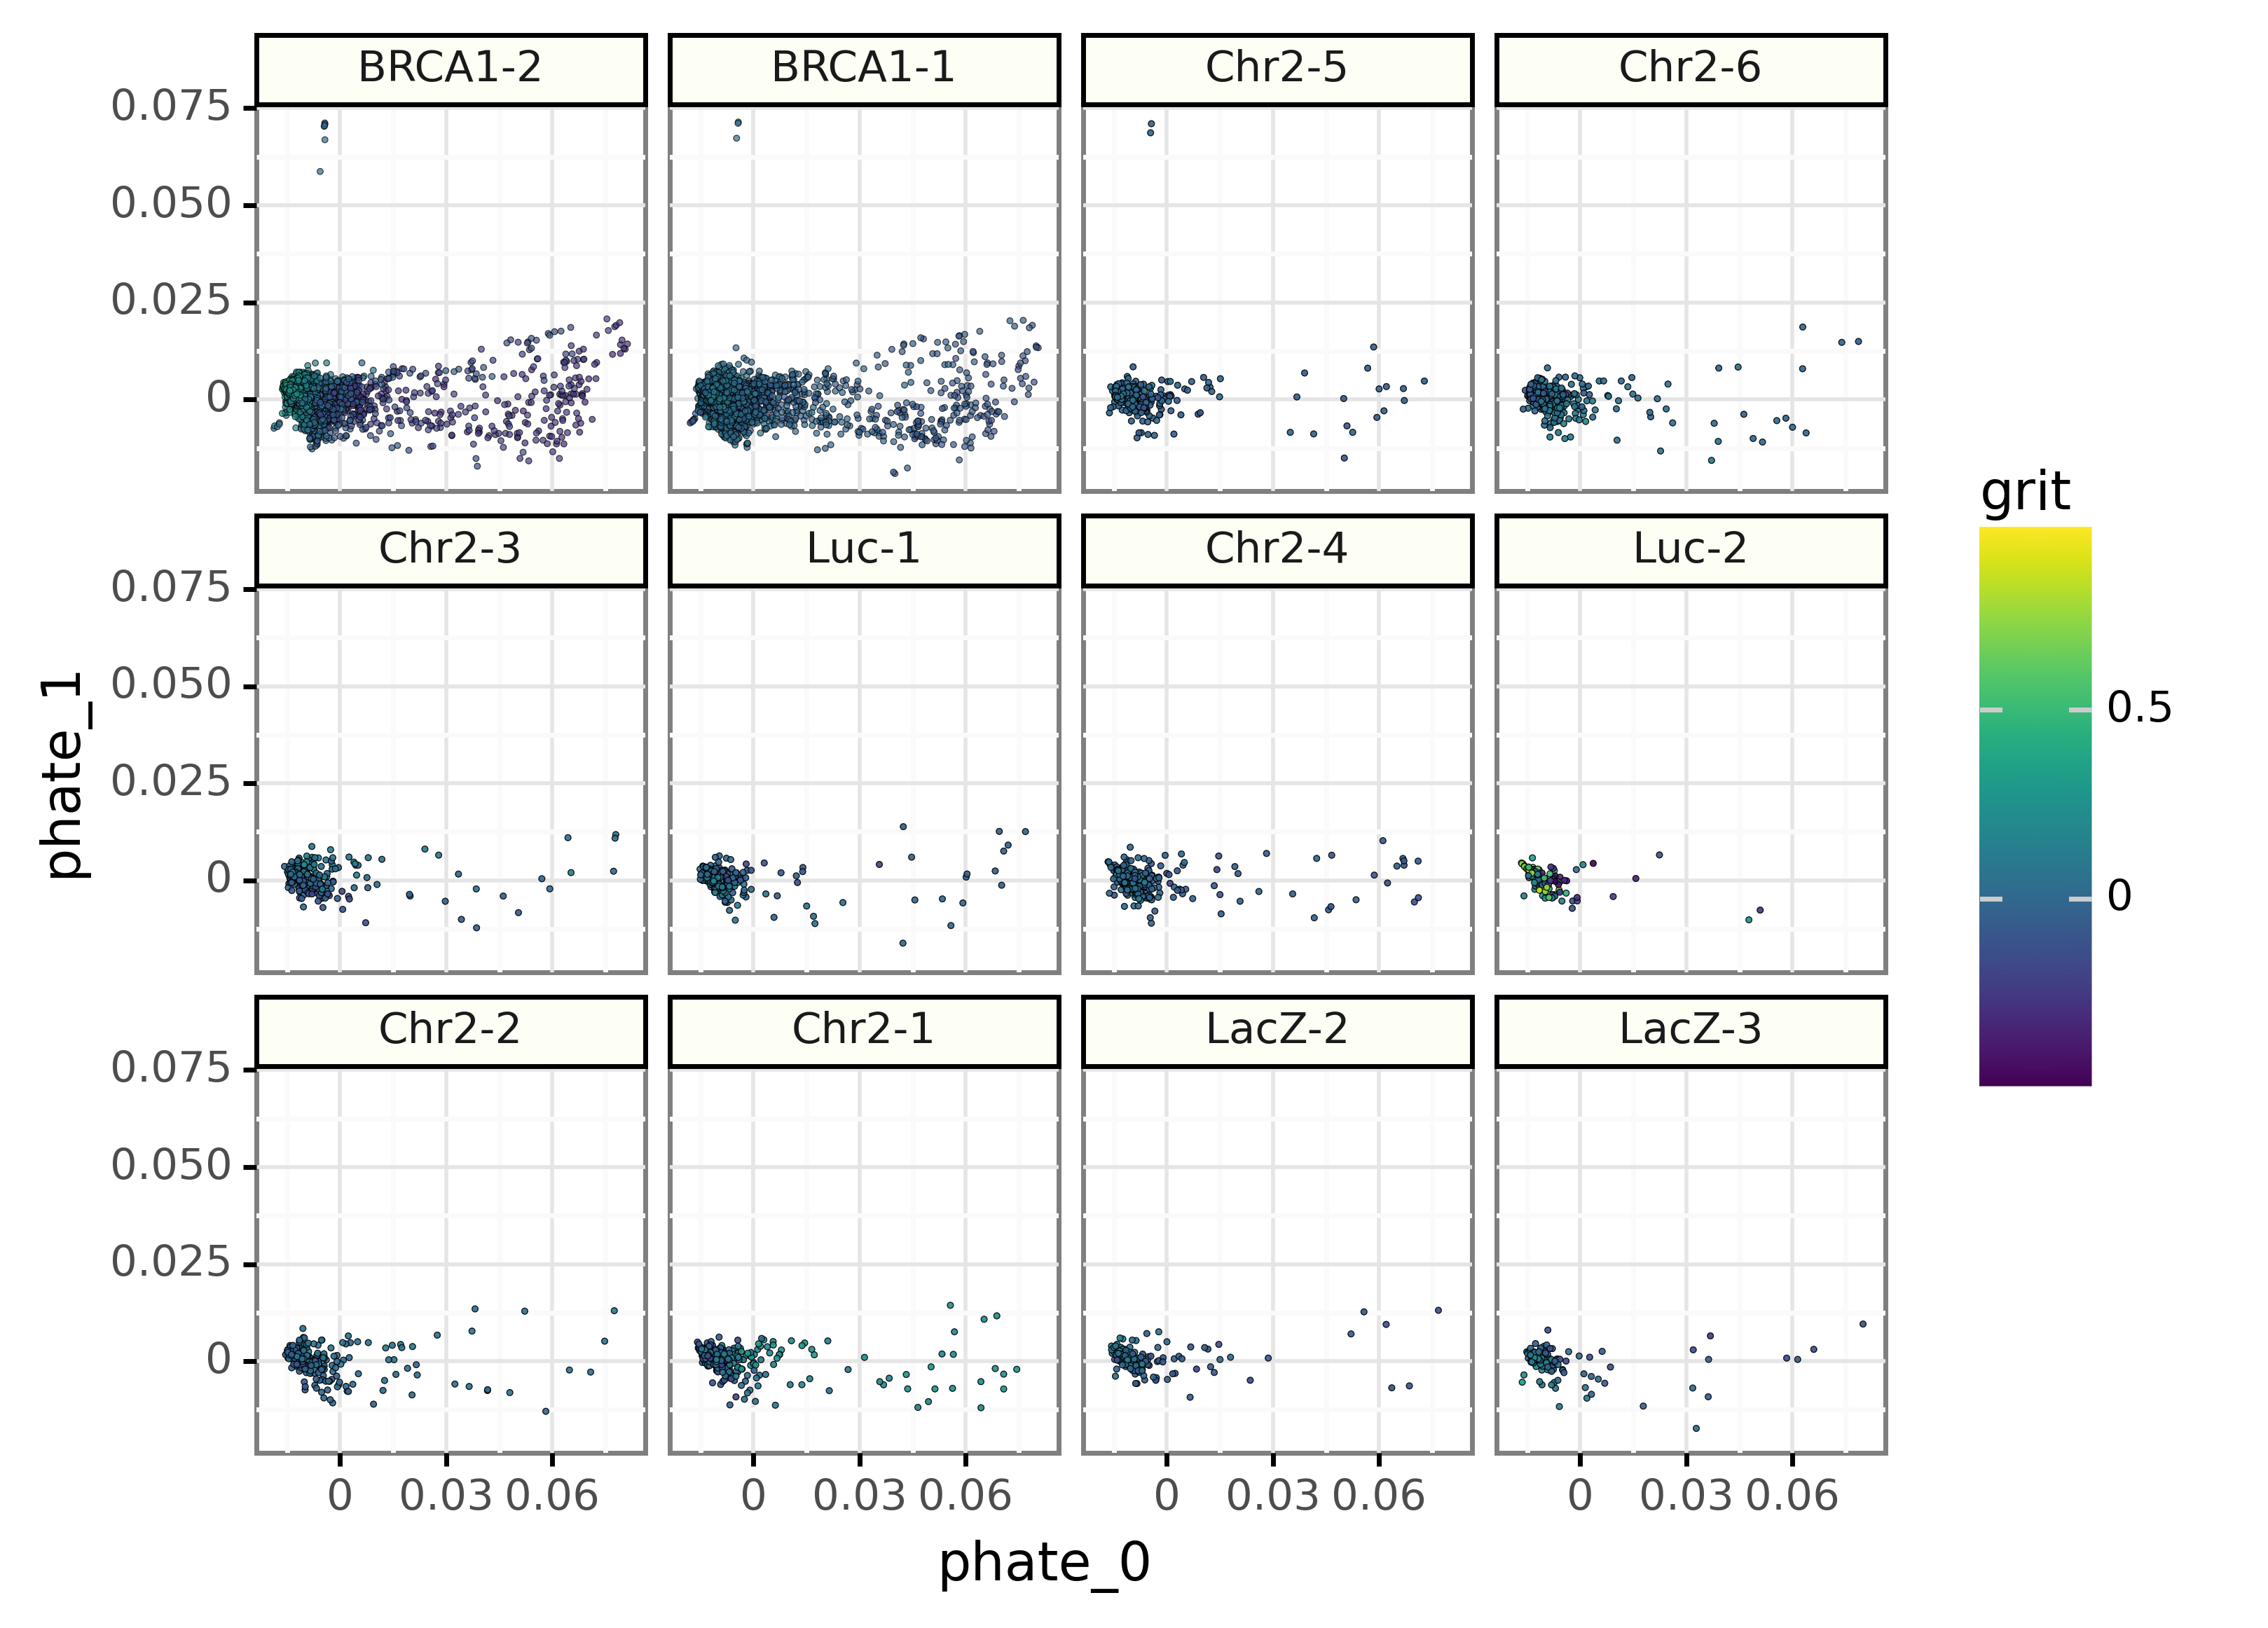 BRCA1-2 BRCA1-1 Chr2-5 Chr2-6
0.075
0.050
0.025
0
Chr2-3 Luc-1 Chr2-4 Luc-2
0.075
0.050
0.025
0
Chr2-2 Chr2-1 LacZ-2 LacZ-3
0.075
0.050
0.025
0
0 0.03 0.06 0 0.03 0.06 0 0.03 0.06 0 0.03 0.06
phate_0
phate_1
grit
0.5
0